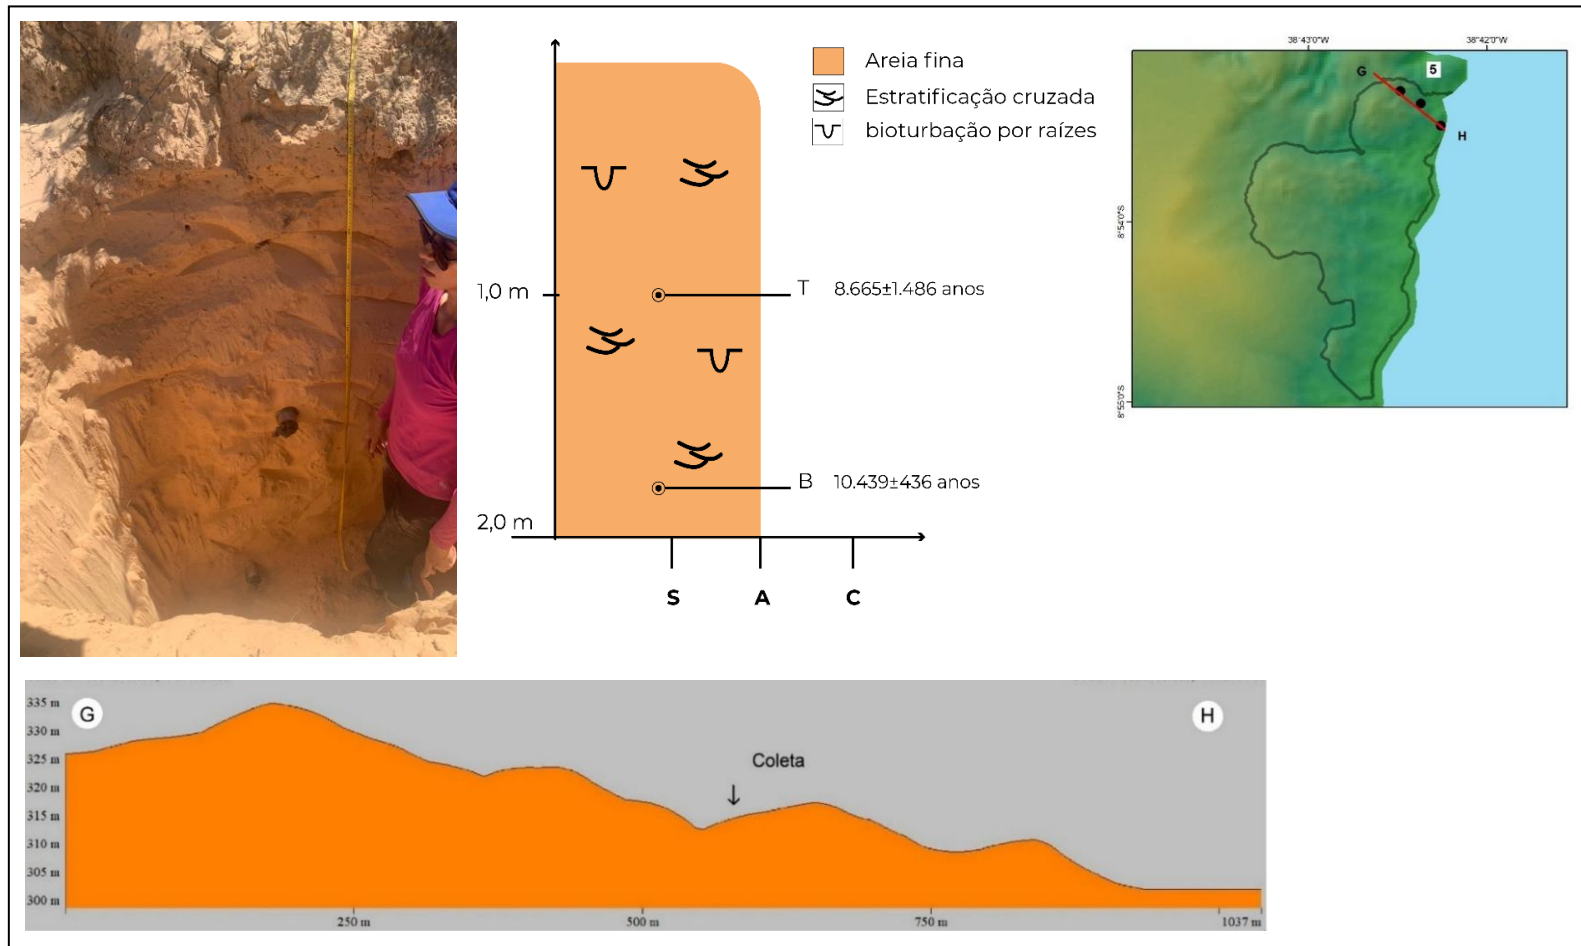 Areia fina
Estratificação cruzada
bioturbação por raízes
1,0 m
T 8.665±1.486 anos
B 10.439±436 anos
2,0 m
S A C
38°43'0"W 38°42'0"W
G 5
H
8°54'0"S
8°55'0"S
G H
335 m
330 m
325 m
320 m
315 m
310 m
305 m
300 m
Coleta
250 m 500 m 750 m 1037 m